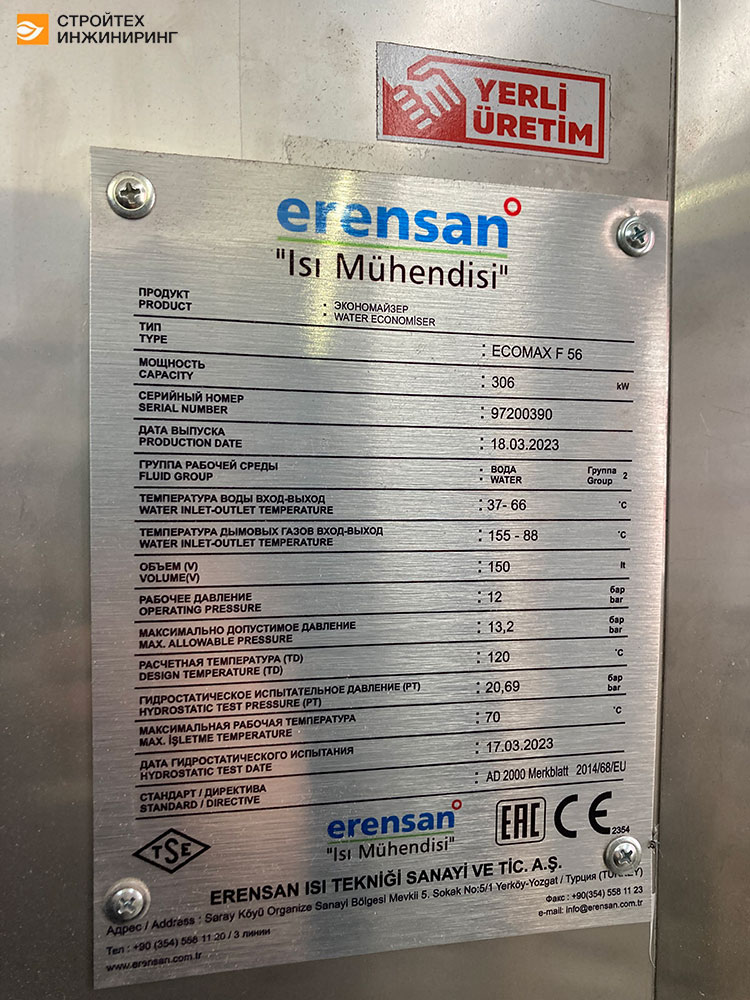 СТРОЙТЕХ
ИНЖИНИРИНГ
YERLİ
ÜRETİM
erensan
"Isı Mühendisi"
ПРОДУКТ : ЭКОНОМАЙЗЕР
PRODUCT : WATER ECONOMİSER
ТИП
TYPE : ECOMAX F 56
МОЩНОСТЬ
CAPACITY : 306 kW
СЕРИЙНЫЙ НОМЕР
SERIAL NUMBER : 97200390
ДАТА ВЫПУСКА
PRODUCTION DATE : 18.03.2023
ГРУППА РАБОЧЕЙ СРЕДЫ : ВОДА Группа 2
FLUID GROUP : WATER Group
ТЕМПЕРАТУРА ВОДЫ ВХОД-ВЫХОД
WATER INLET-OUTLET TEMPERATURE : 37- 66 °C
ТЕМПЕРАТУРА ДЫМОВЫХ ГАЗОВ ВХОД-ВЫХОД
WATER INLET-OUTLET TEMPERATURE : 155 - 88 °C
ОБЪЕМ (V)
VOLUME(V) : 150 lt
РАБОЧЕЕ ДАВЛЕНИЕ бар
OPERATING PRESSURE : 12 bar
МАКСИМАЛЬНО ДОПУСТИМОЕ ДАВЛЕНИЕ бар
MAX. ALLOWABLE PRESSURE : 13,2 bar
РАСЧЕТНАЯ ТЕМПЕРАТУРА (TD)
DESIGN TEMPERATURE (TD) : 120 °C
ГИДРОСТАТИЧЕСКОЕ ИСПЫТАТЕЛЬНОЕ ДАВЛЕНИЕ (PT) бар
HYDROSTATIC TEST PRESSURE (PT) : 20,69 bar
МАКСИМАЛЬНАЯ РАБОЧАЯ ТЕМПЕРАТУРА
MAX. İŞLETME TEMPERATURE : 70 °C
ДАТА ГИДРОСТАТИЧЕСКОГО ИСПЫТАНИЯ
HYDROSTATIC TEST DATE : 17.03.2023
СТАНДАРТ / ДИРЕКТИВА
STANDARD / DIRECTIVE : AD 2000 Merkblatt 2014/68/EU
TSE
erensan
"Isı Mühendisi"
EAC CE 2354
ERENSAN ISI TEKNİĞİ SANAYİ VE TİC. A.Ş.
Адрес / Address : Saray Köyü Organize Sanayi Bölgesi Mevkii 5. Sokak No:5/1 Yerköy-Yozgat / Турция (TURKEY)
Тел : +90 (354) 558 11 20 / 3 линии Факс : +90(354) 558 11 23
www.erensan.com.tr e-mail: info@erensan.com.tr